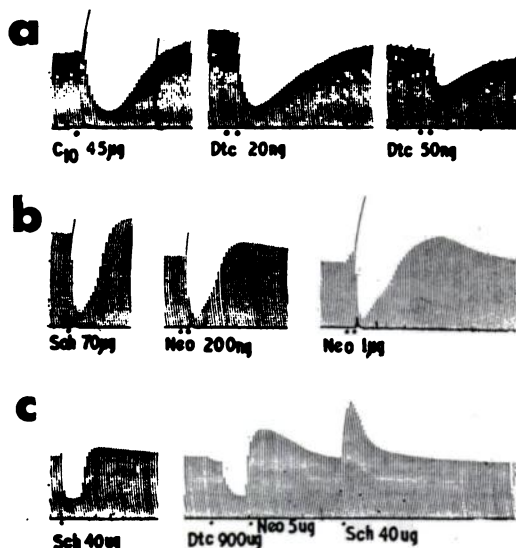 a
C10 45µg
Dtc 20ng
Dtc 50ng
b
Sch 70µg
Neo 200ng
Neo 1µg
c
Sch 40ug
Dtc 900ug
Neo 5ug
Sch 40ug